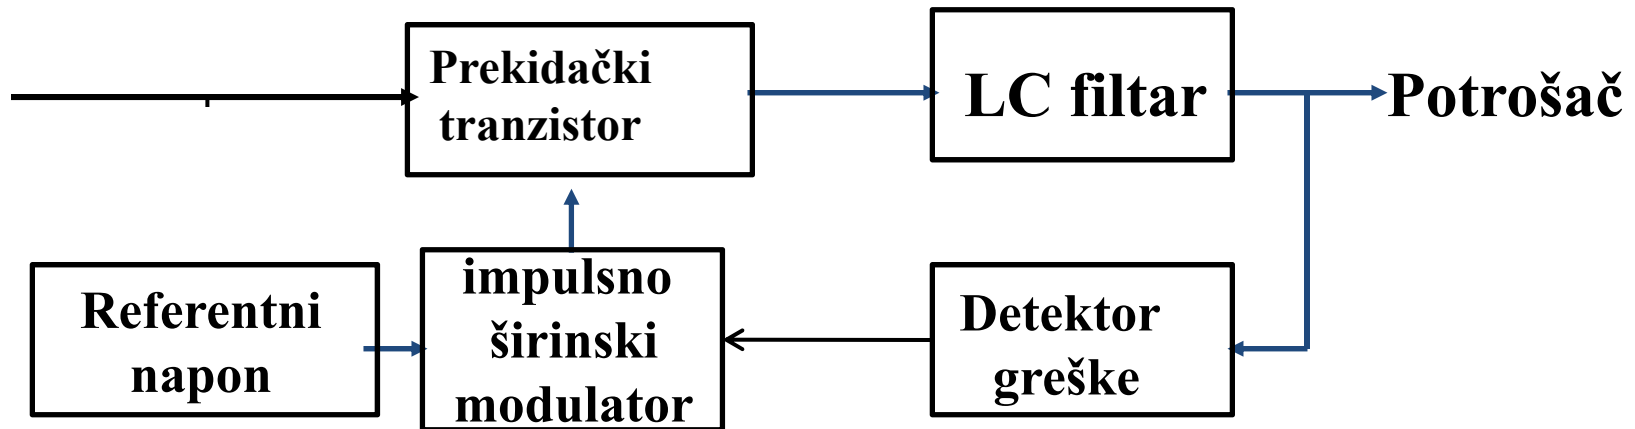 Prekidački
tranzistor
LC filtar
Potrošač
Referentni
napon
impulsno
širinski
modulator
Detektor
greške